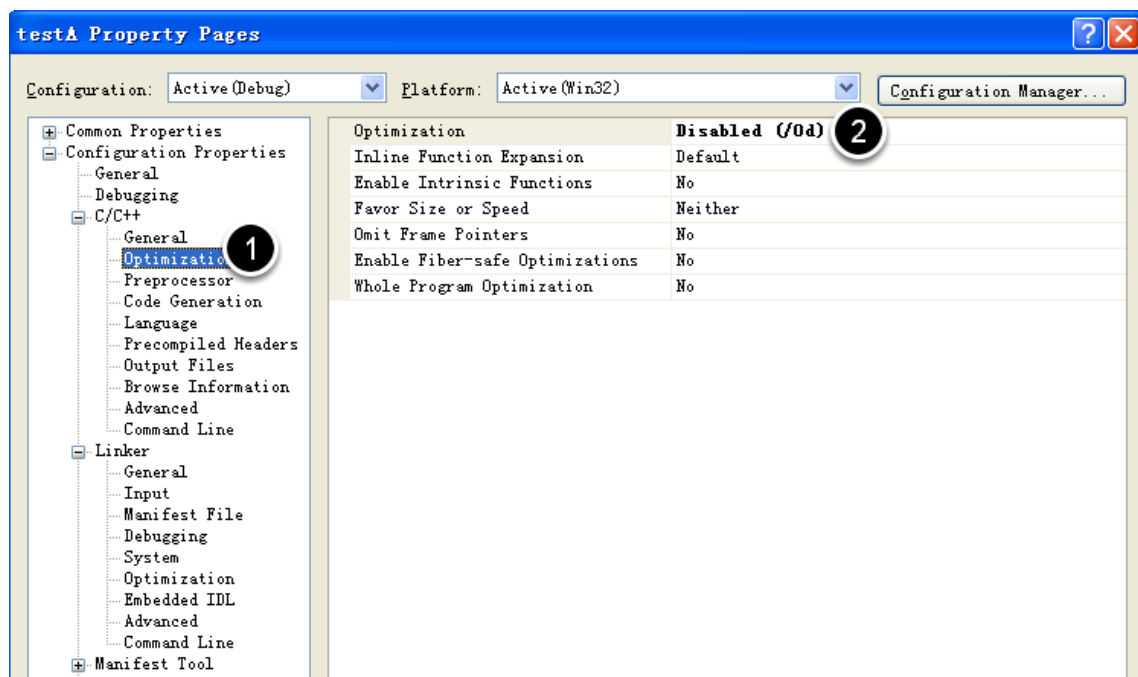 testA Property Pages
Configuration: Active(Debug) Platform: Active(Win32) Configuration Manager...
Common Properties
Configuration Properties
General
Debugging
C/C++
General
Optimizatio
Preprocessor
Code Generation
Language
Precompiled Headers
Output Files
Browse Information
Advanced
Command Line
Linker
General
Input
Manifest File
Debugging
System
Optimization
Embedded IDL
Advanced
Command Line
Manifest Tool
1
Optimization Disabled (/Od)
2
Inline Function Expansion Default
Enable Intrinsic Functions No
Favor Size or Speed Neither
Omit Frame Pointers No
Enable Fiber-safe Optimizations No
Whole Program Optimization No